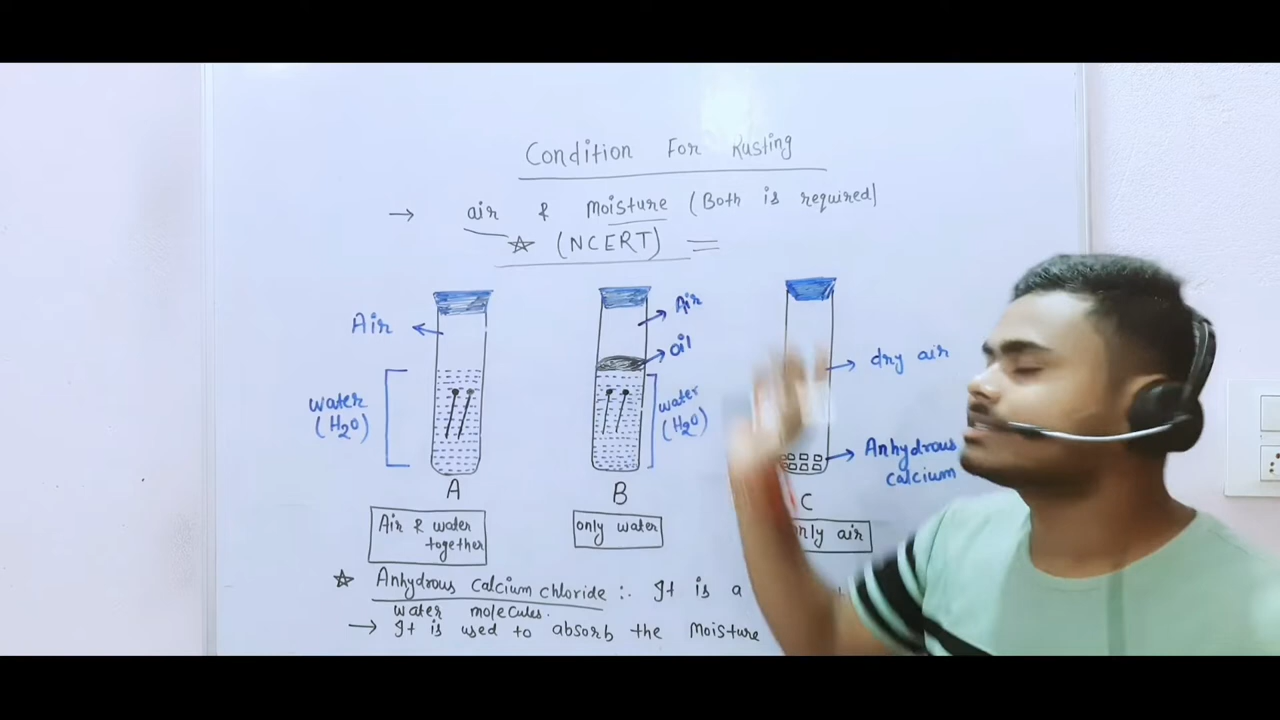 Condition For Rusting
→ air & Moisture (Both is required)
☆ (NCERT) =
Air
water
(H₂O)
A
Air & water
together
Air
oil
water
(H₂O)
B
only water
dry air
Anhydrous
calcium
C
only air
☆ Anhydrous Calcium chloride :. It is a
water molecules.
→ It is used to absorb the Moisture